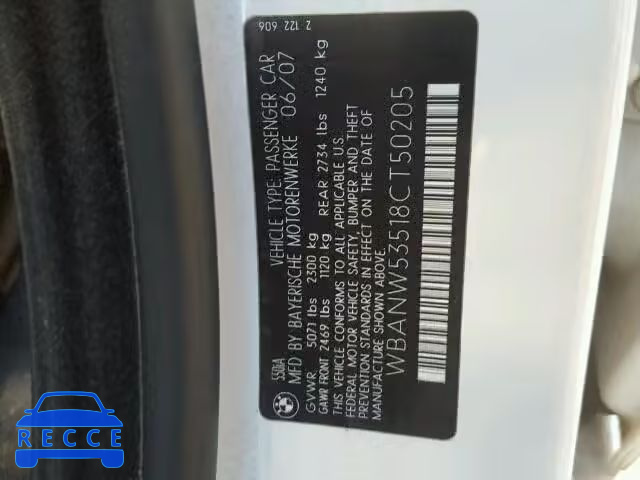 2 122 606
535iA
VEHICLE TYPE: PASSENGER CAR
MFD BY BAYERISCHE MOTORENWERKE 06/07
GVWR 5071 lbs 2300 kg
GAWR FRONT 2469 lbs 1120 kg REAR 2734 lbs 1240 kg
THIS VEHICLE CONFORMS TO ALL APPLICABLE U.S.
FEDERAL MOTOR VEHICLE SAFETY, BUMPER AND THEFT
PREVENTION STANDARDS IN EFFECT ON THE DATE OF
MANUFACTURE
WBANW53518CT50205
RECCE